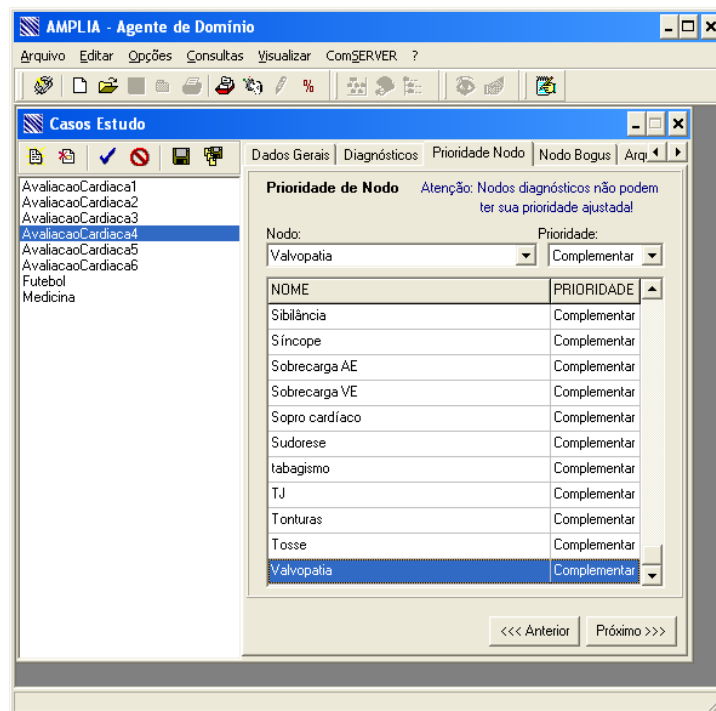 AMPLIA - Agente de Domínio
Arquivo Editar Opções Consultas Visualizar ComSERVER ?
%
Casos Estudo
Dados Gerais Diagnósticos Prioridade Nodo Nodo Bogus Arqu
AvaliacaoCardiaca1
AvaliacaoCardiaca2
AvaliacaoCardiaca3
AvaliacaoCardiaca4
AvaliacaoCardiaca5
AvaliacaoCardiaca6
Futebol
Medicina
Prioridade de Nodo
Atenção: Nodos diagnósticos não podem
ter sua prioridade ajustada!
Nodo: Prioridade:
Valvopatia Complementar
NOME PRIORIDADE
Sibilância Complementar
Síncope Complementar
Sobrecarga AE Complementar
Sobrecarga VE Complementar
Sopro cardíaco Complementar
Sudorese Complementar
tabagismo Complementar
TJ Complementar
Tonturas Complementar
Tosse Complementar
Valvopatia Complementar
<<< Anterior Próximo >>>